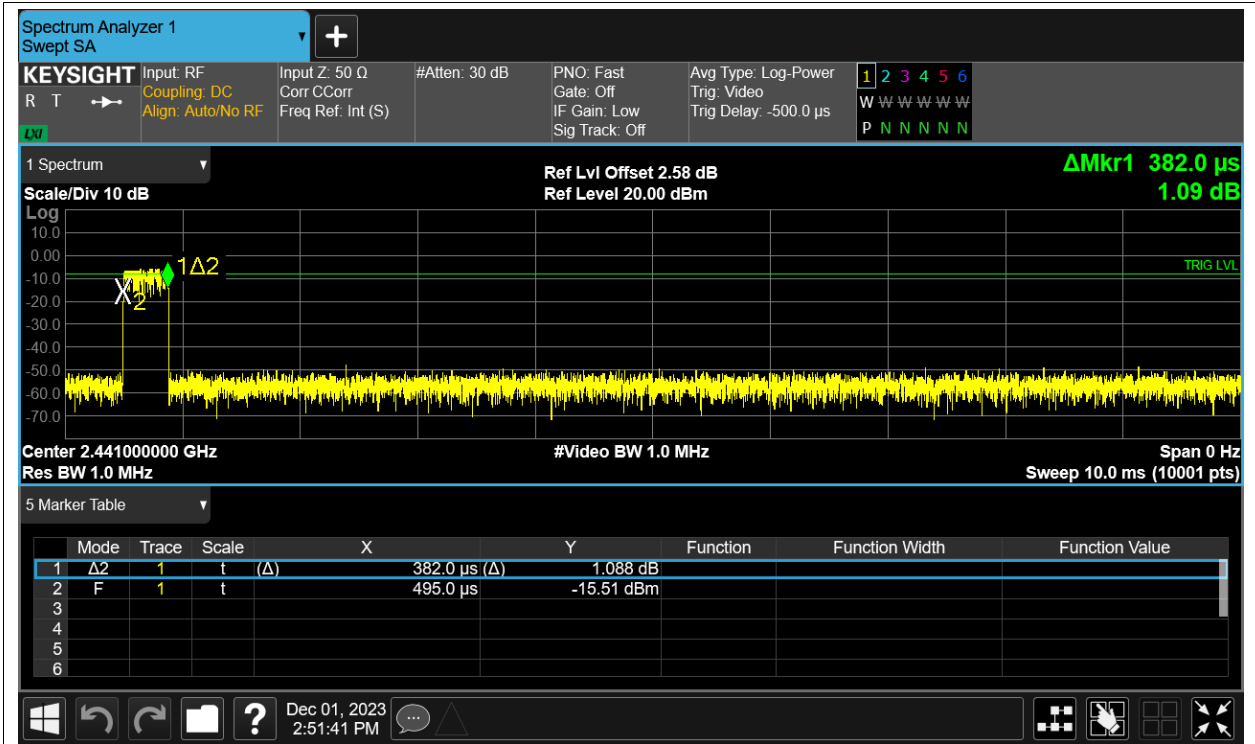 Spectrum Analyzer 1
Swept SA
KEYSIGHT Input: RF Input Z: 50 Ω #Atten: 30 dB PNO: Fast Avg Type: Log-Power 1 2 3 4 5 6
R T Coupling: DC Corr CCorr Gate: Off Trig: Video W W W W W W
Align: Auto/No RF Freq Ref: Int (S) IF Gain: Low Trig Delay: -500.0 µs
LXI Sig Track: Off P N N N N N
1 Spectrum Ref Lvl Offset 2.58 dB ΔMkr1 382.0 µs
Scale/Div 10 dB Ref Level 20.00 dBm 1.09 dB
Log
10.0
0.00
1Δ2 TRIG LVL
-10.0
X2
-20.0
-30.0
-40.0
-50.0
-60.0
-70.0
Center 2.441000000 GHz #Video BW 1.0 MHz Span 0 Hz
Res BW 1.0 MHz Sweep 10.0 ms (10001 pts)
5 Marker Table
Mode Trace Scale X Y Function Function Width Function Value
1 Δ2 1 t (Δ) 382.0 µs (Δ) 1.088 dB
2 F 1 t 495.0 µs -15.51 dBm
3
4
5
6
? Dec 01, 2023
2:51:41 PM